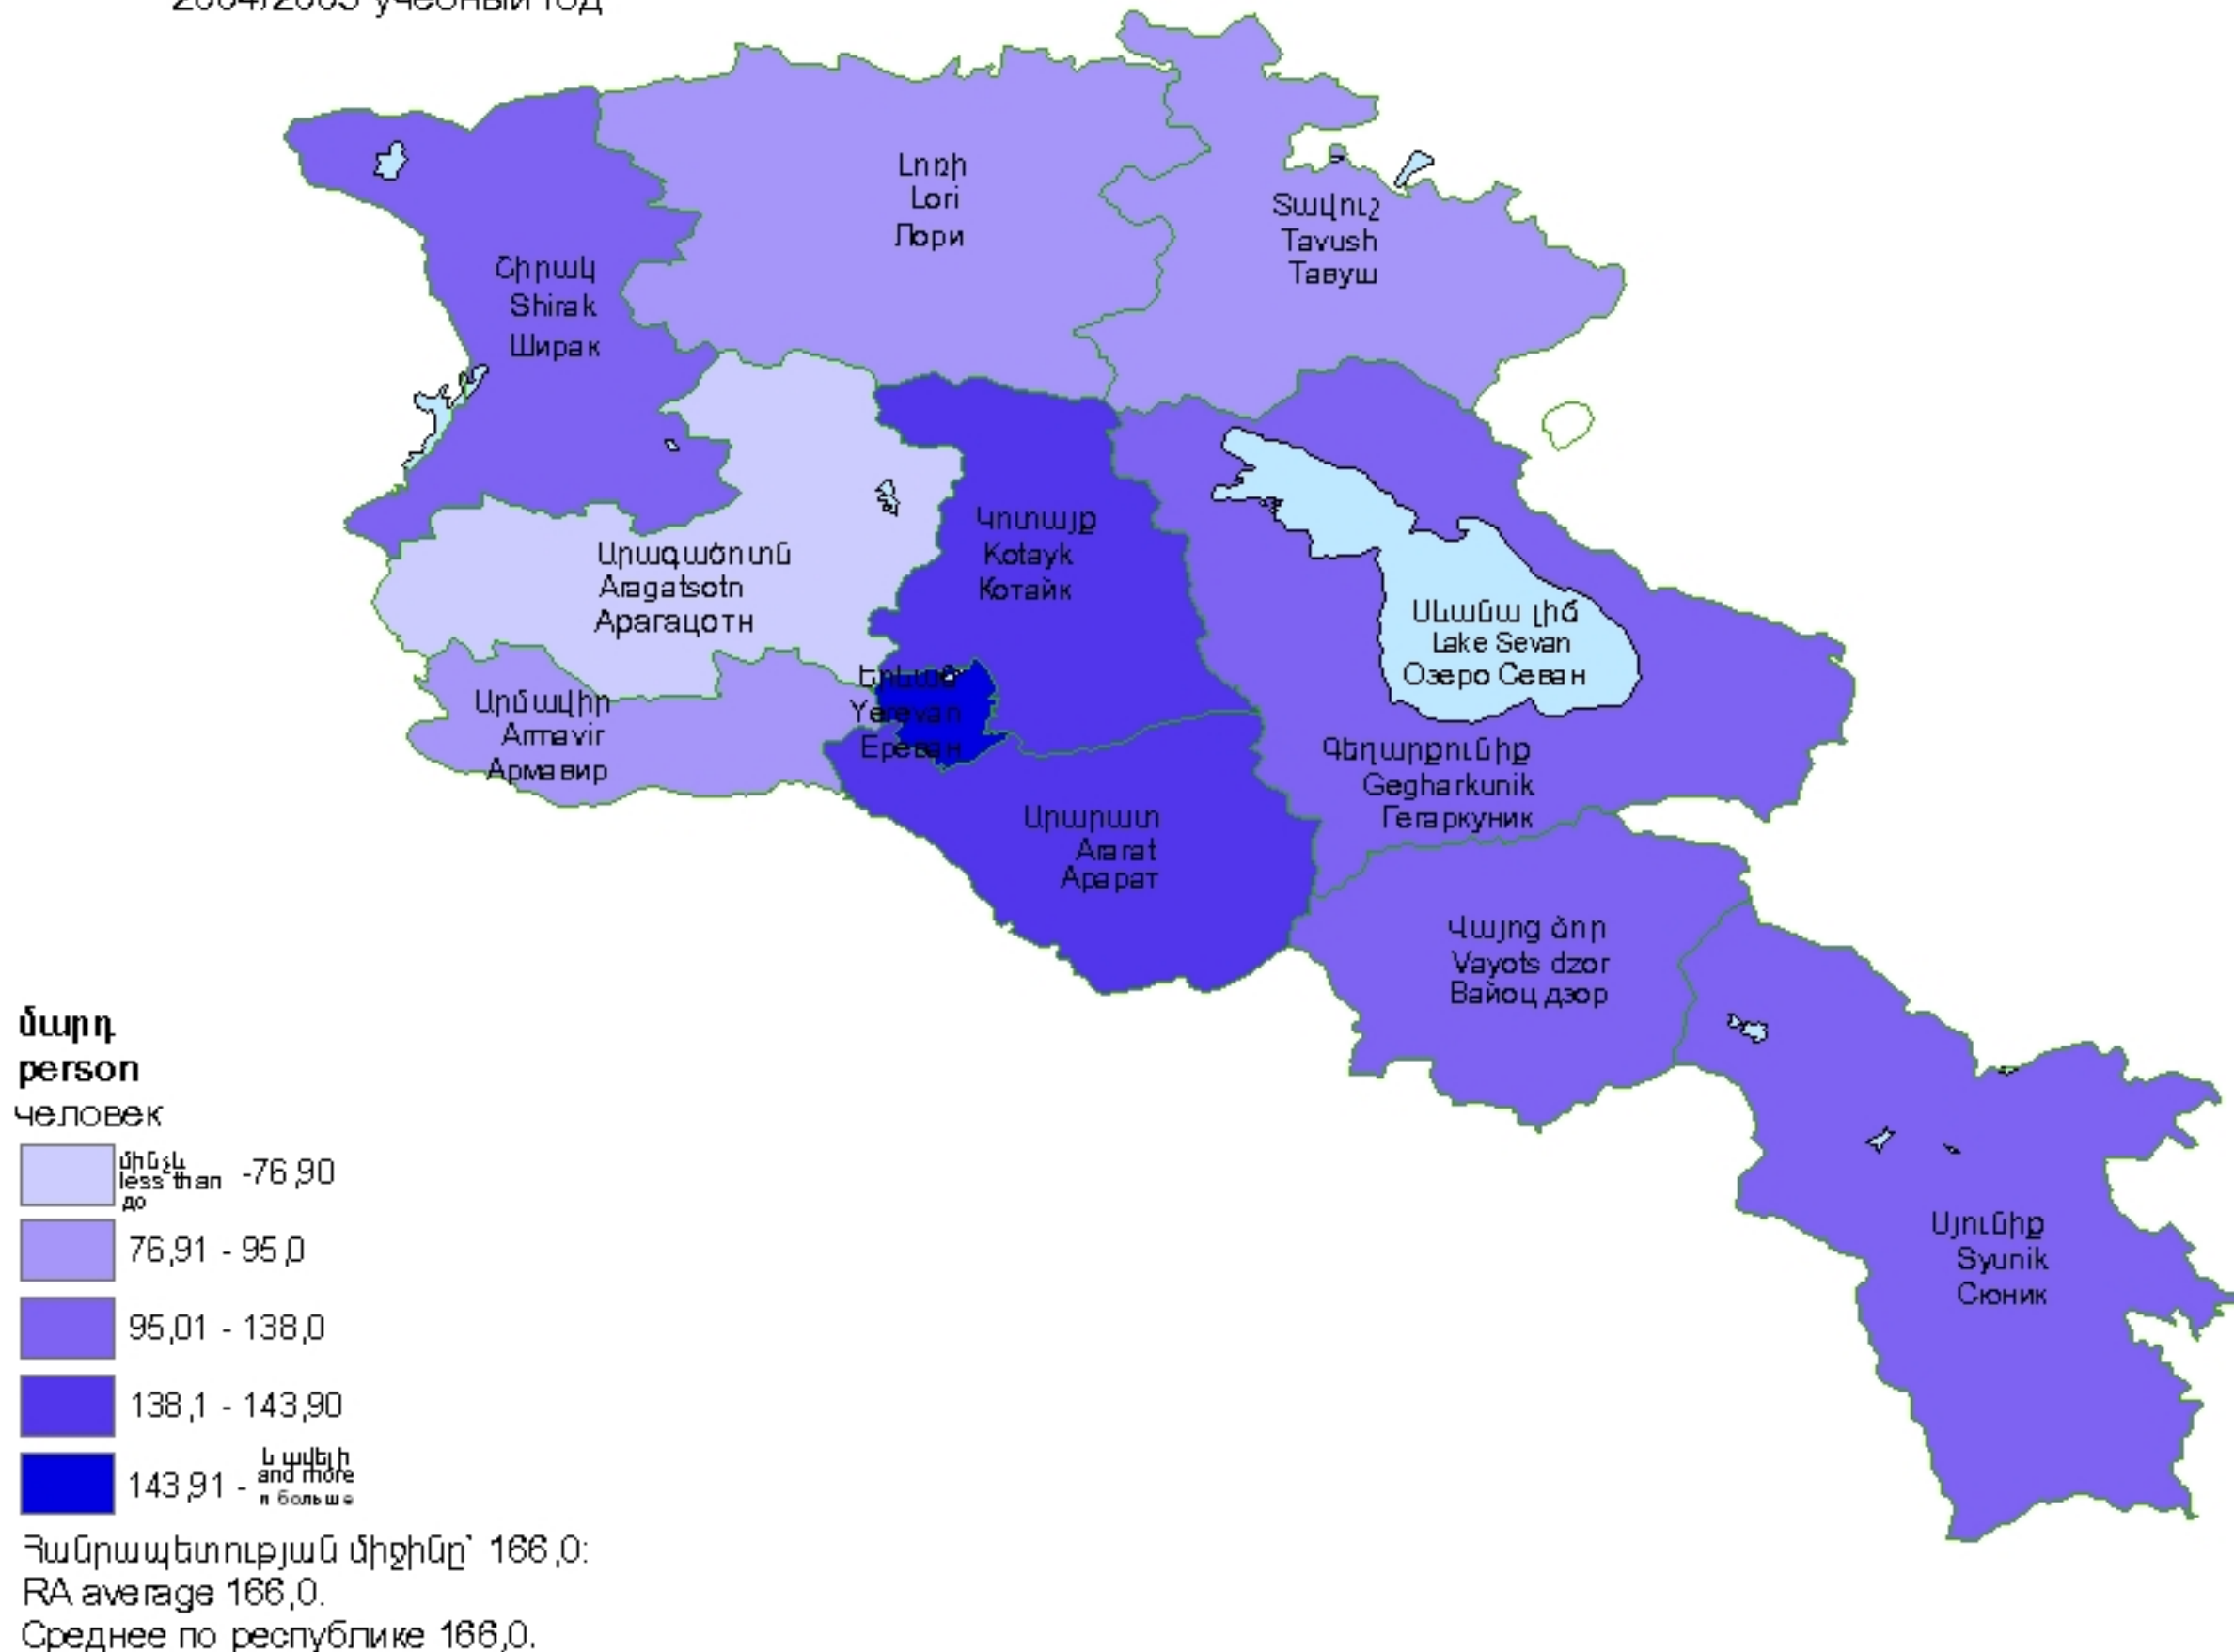 2004/2005 учебный год
Լոռի
Lori
Лори
Տավուշ
Tavush
Тавуш
Շիրակ
Shirak
Ширак
Կոտայք
Kotayk
Котайк
Արագածոտն
Aragatsotn
Арагацотн
Սևանա լիճ
Lake Sevan
Озеро Севан
Երևան
Yerevan
Ереван
Արմավիր
Armavir
Армавир
Գեղարքունիք
Gegharkunik
Гегаркуник
Արարատ
Ararat
Арарат
Վայոց ձոր
Vayots dzor
Вайоц дзор
Սյունիք
Syunik
Сюник
մարդ
person
человек
մինչև
less than -76,90
до
76,91 - 95,0
95,01 - 138,0
138,1 - 143,90
և ավելի
143,91 - and more
и больше
Հանրապետության միջինը՝ 166,0:
RA average 166,0.
Среднее по республике 166,0.